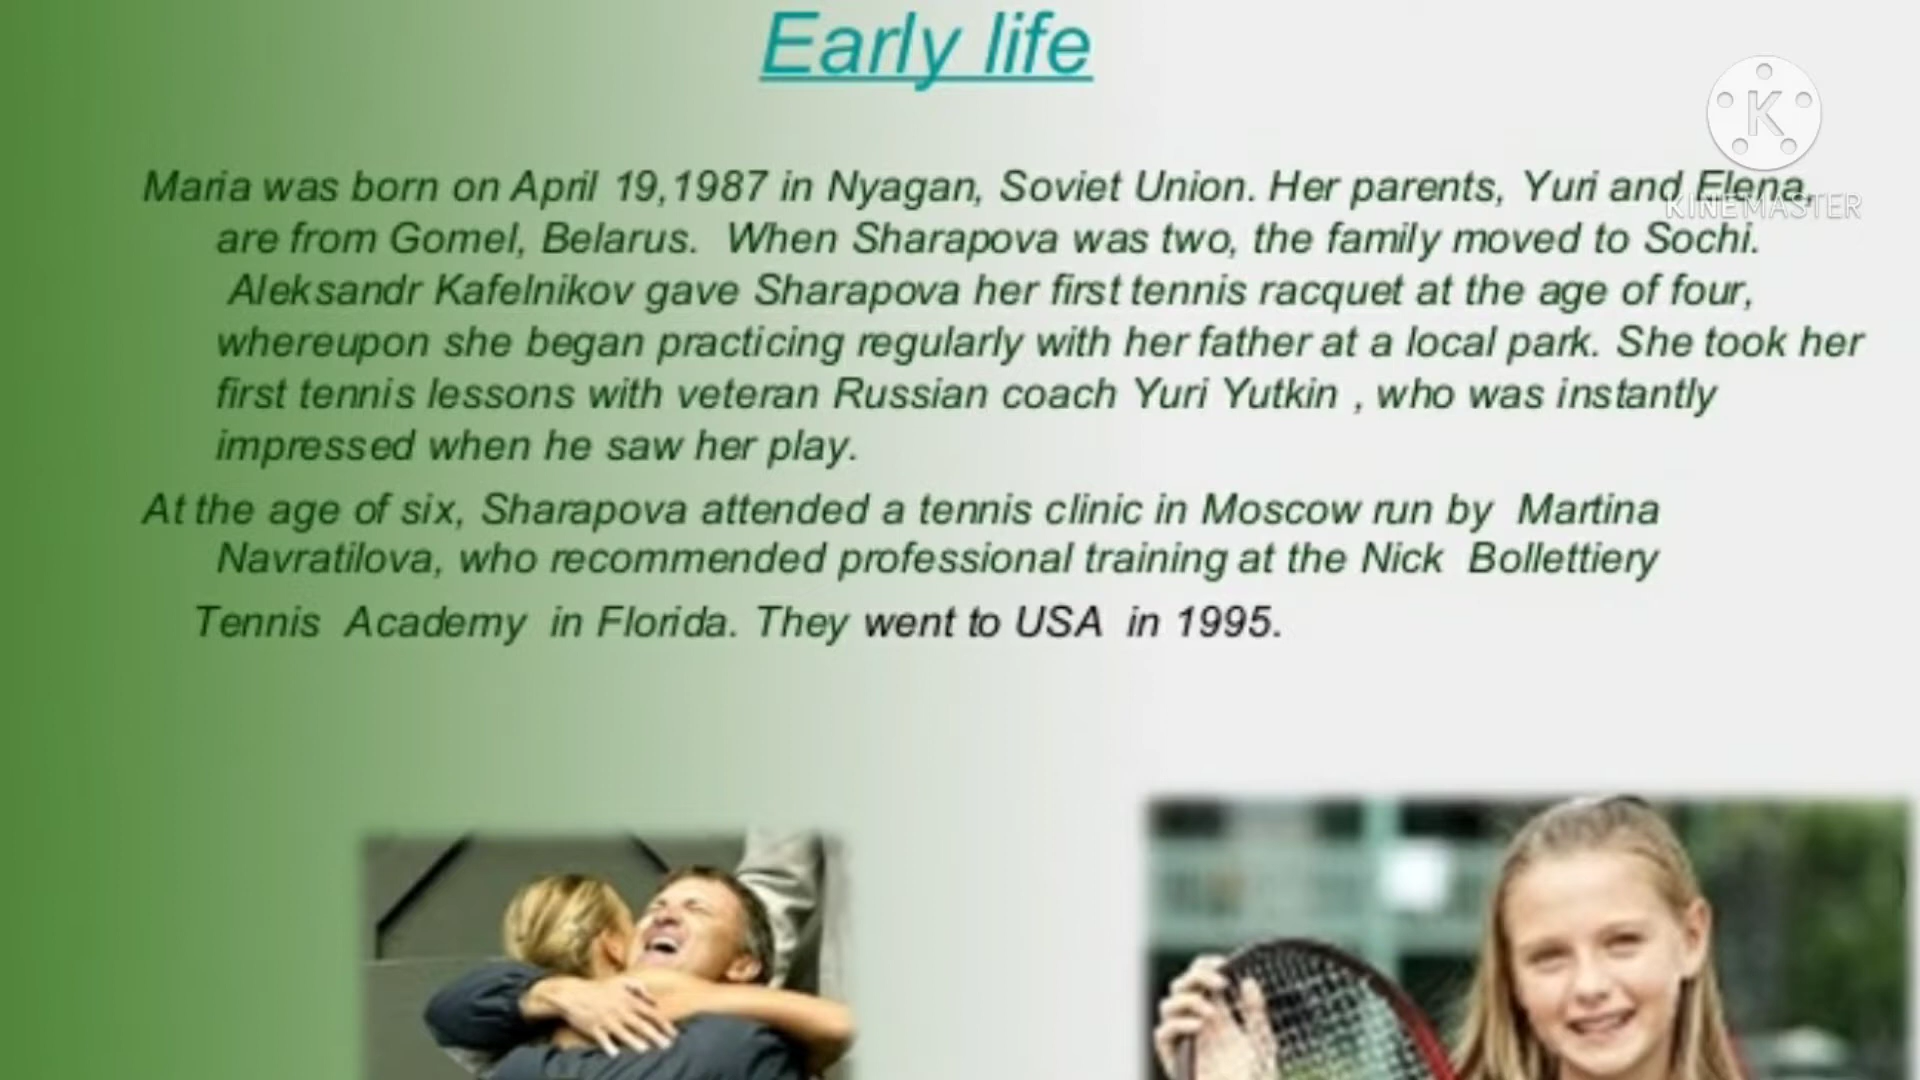 Early life
K
KINEMASTER
Maria was born on April 19,1987 in Nyagan, Soviet Union. Her parents, Yuri and Elena,
are from Gomel, Belarus. When Sharapova was two, the family moved to Sochi.
Aleksandr Kafelnikov gave Sharapova her first tennis racquet at the age of four,
whereupon she began practicing regularly with her father at a local park. She took her
first tennis lessons with veteran Russian coach Yuri Yutkin , who was instantly
impressed when he saw her play.
At the age of six, Sharapova attended a tennis clinic in Moscow run by Martina
Navratilova, who recommended professional training at the Nick Bollettiery
Tennis Academy in Florida. They went to USA in 1995.